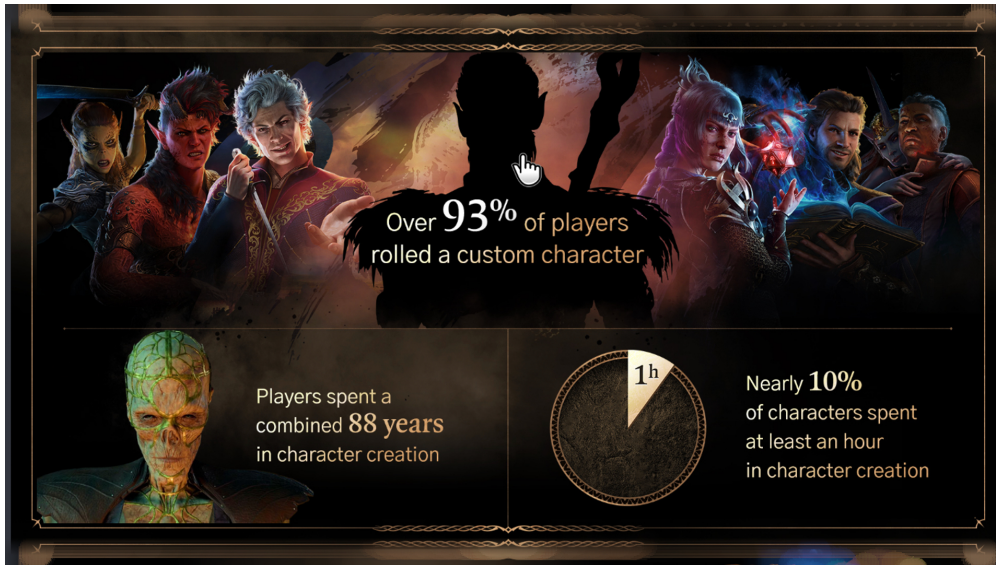 Over 93% of players
rolled a custom character
Players spent a
combined 88 years
in character creation
1h
Nearly 10%
of characters spent
at least an hour
in character creation